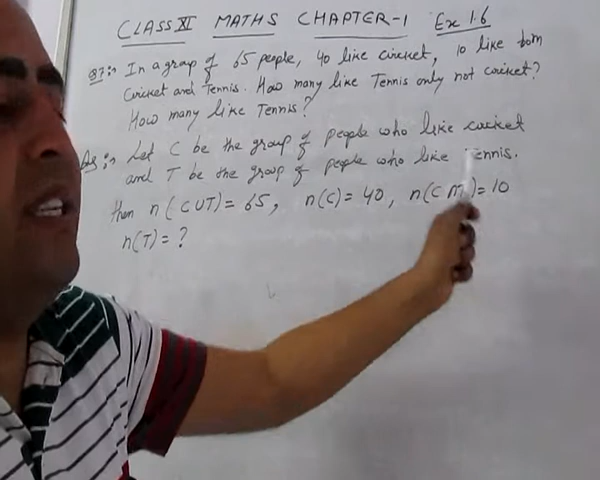 CLASS XI MATHS CHAPTER-1 Ex 1.6
Q7:- In a group of 65 people, 40 like cricket, 10 like both
cricket and Tennis. How many like Tennis only not cricket?
How many like Tennis?
Ans:- Let C be the group of people who like cricket
and T be the group of people who like Tennis.
then n(C∪T) = 65, n(C) = 40, n(C∩T) = 10
n(T) = ?